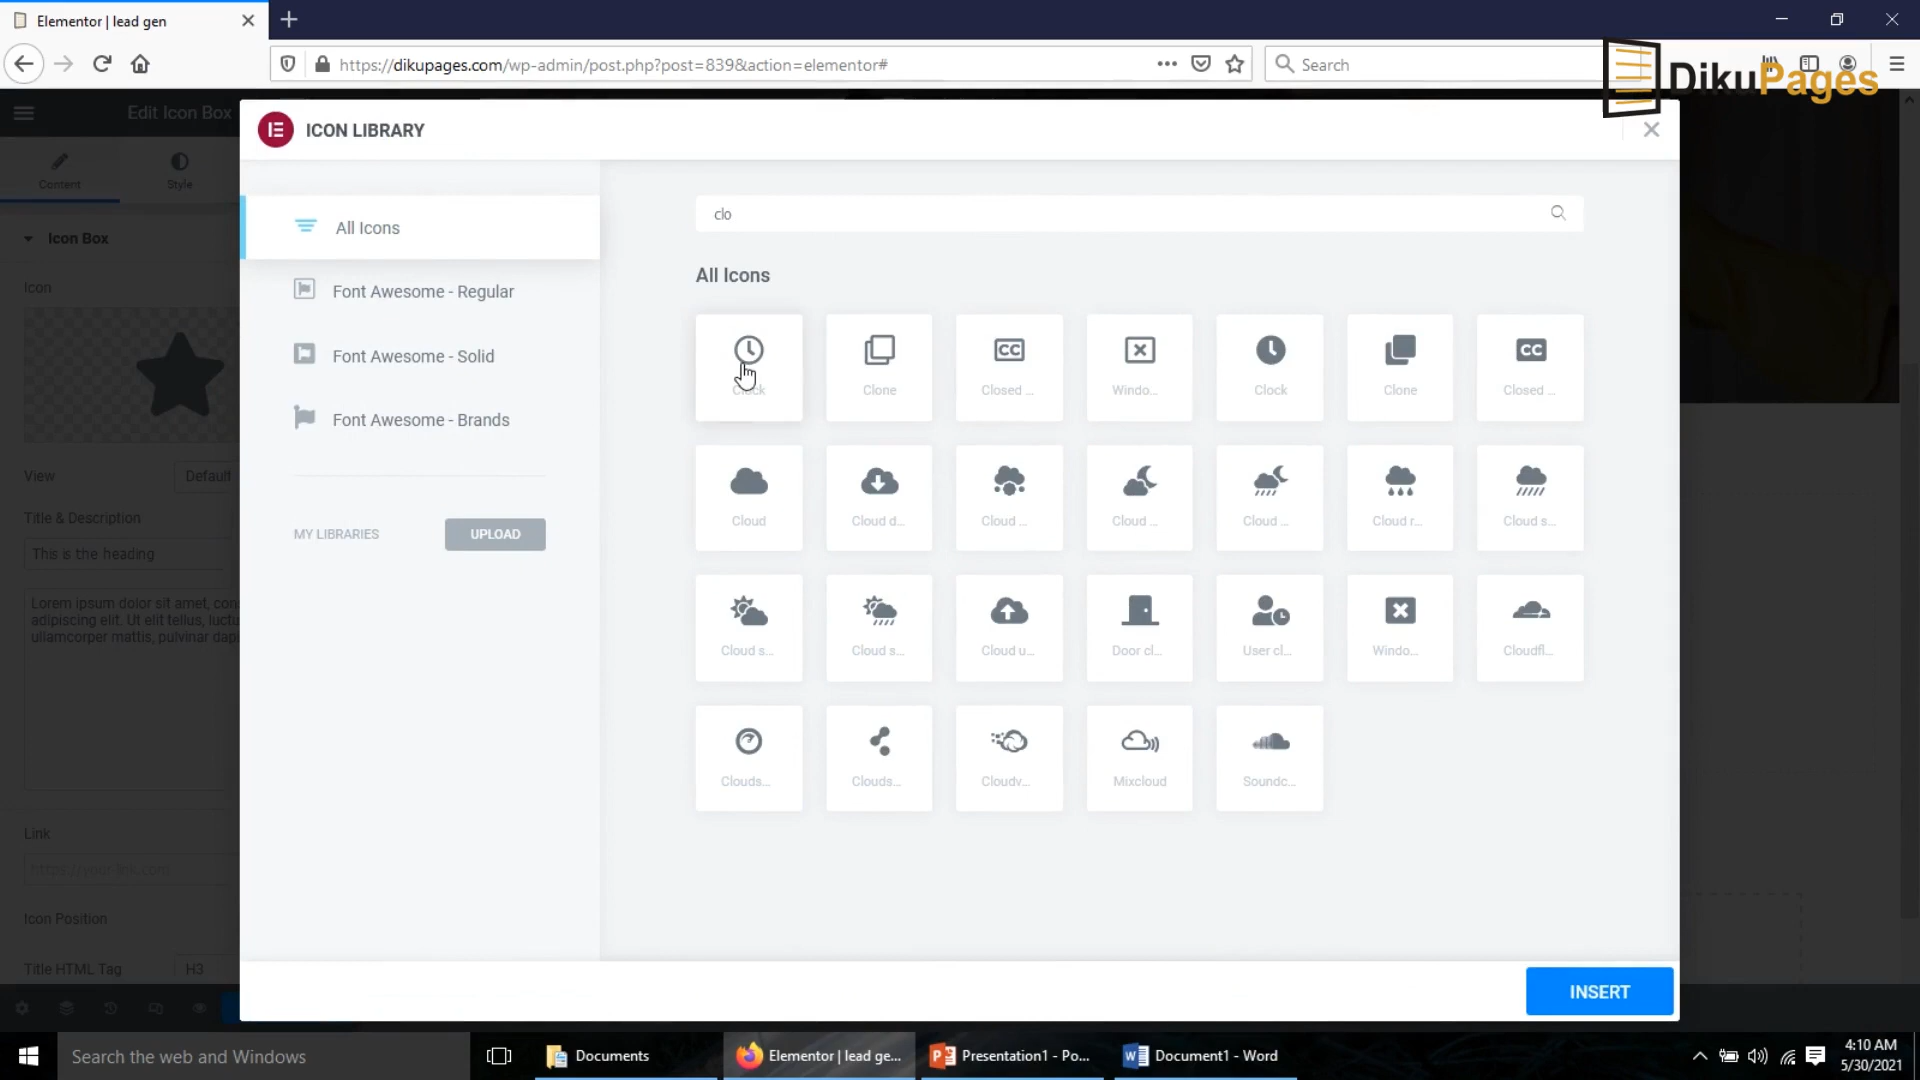 Elementor | lead gen
https://dikupages.com/wp-admin/post.php?post=839&action=elementor#
Search
DikuPages
Edit Icon Box
ICON LIBRARY
Content
Style
Icon Box
Icon
View
Default
Title & Description
This is the heading
Lorem ipsum dolor sit amet,
adipiscing elit. Ut elit tellus,
ullamcorper mattis, pulvinar
Link
https://your-link.com
Icon Position
Title HTML Tag
H3
All Icons
Font Awesome - Regular
Font Awesome - Solid
Font Awesome - Brands
MY LIBRARIES
UPLOAD
clo
All Icons
Clock
Clone
Closed ...
Windo...
Clock
Clone
Closed ...
Cloud
Cloud d...
Cloud ...
Cloud ...
Cloud ...
Cloud r...
Cloud s...
Cloud s...
Cloud s...
Cloud u...
Door cl...
User cl...
Windo...
Cloudfl...
Clouds...
Clouds...
Cloudv...
Mixcloud
Soundc...
INSERT
Search the web and Windows
Documents
Elementor | lead ge...
Presentation1 - Po...
Document1 - Word
4:10 AM
5/30/2021